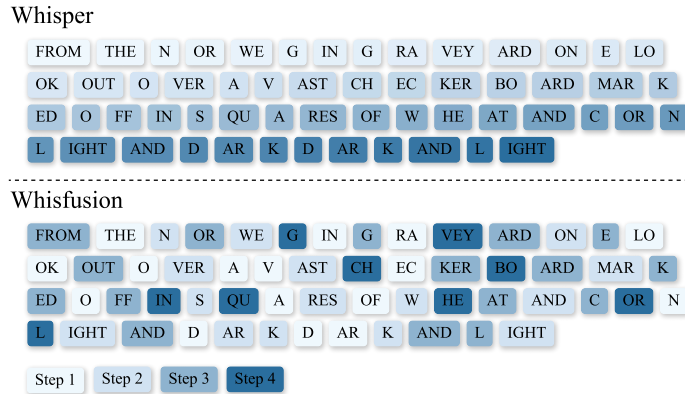 Whisper
FROM THE N OR WE G IN G RA VEY ARD ON E LO
OK OUT O VER A V AST CH EC KER BO ARD MAR K
ED O FF IN S QU A RES OF W HE AT AND C OR N
L IGHT AND D AR K D AR K AND L IGHT
Whisfusion
FROM THE N OR WE G IN G RA VEY ARD ON E LO
OK OUT O VER A V AST CH EC KER BO ARD MAR K
ED O FF IN S QU A RES OF W HE AT AND C OR N
L IGHT AND D AR K D AR K AND L IGHT
Step 1 Step 2 Step 3 Step 4